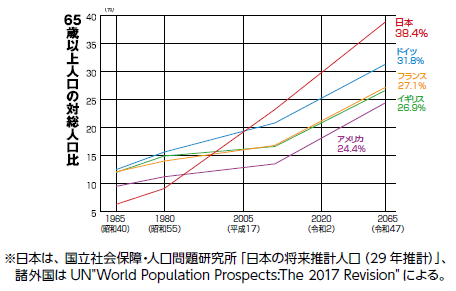 (%)
65歳以上人口の対総人口比
40
35
30
25
20
15
10
5
日本
38.4%
ドイツ
31.8%
フランス
27.1%
イギリス
26.9%
アメリカ
24.4%
1965 1980 2005 2020 2065
(昭和40) (昭和55) (平成17) (令和2) (令和47)
※日本は、国立社会保障・人口問題研究所「日本の将来推計人口(29年推計)」、
諸外国はUN"World Population Prospects:The 2017 Revision"による。